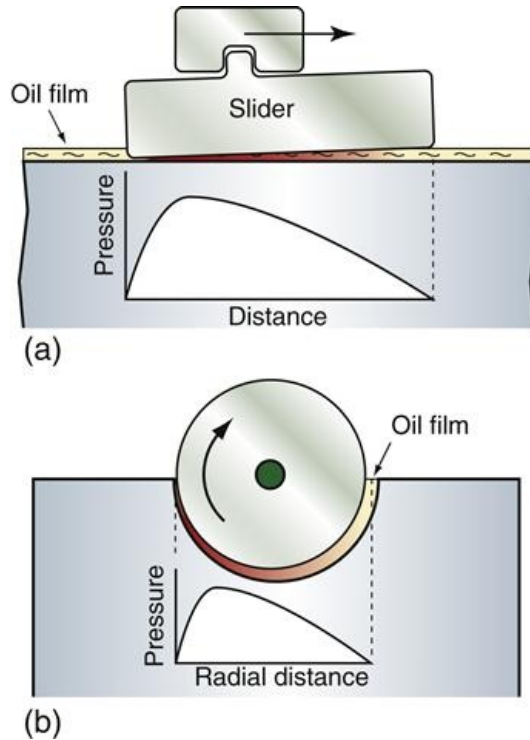 Oil film
Slider
Pressure
Distance
(a)
Oil film
Pressure
Radial distance
(b)